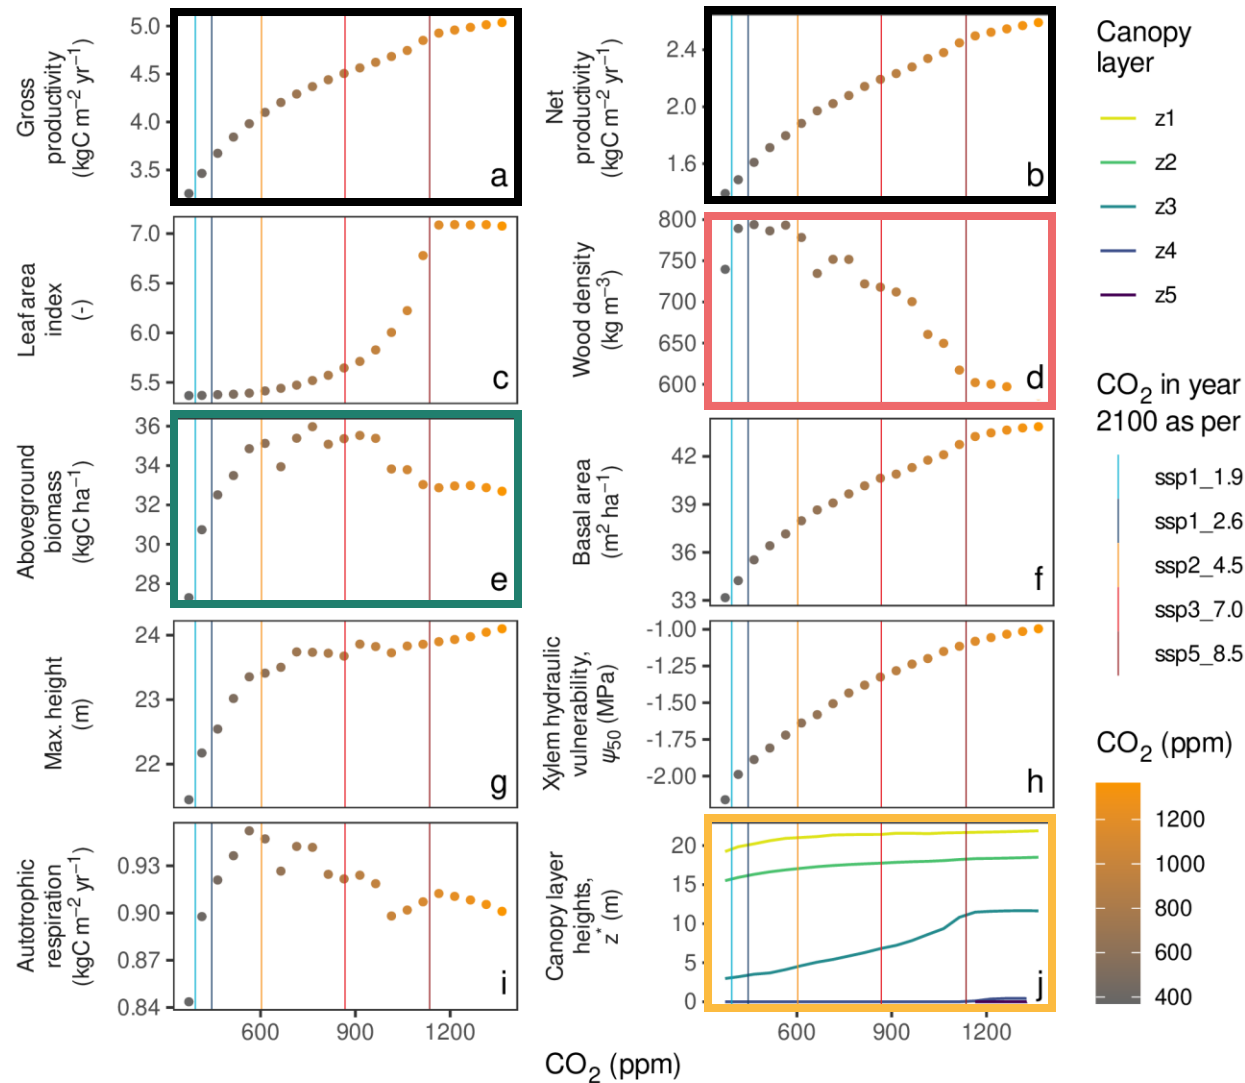 Gross
productivity
(kgC m⁻² yr⁻¹)
5.0
4.5
4.0
3.5
a
Net
productivity
(kgC m⁻² yr⁻¹)
2.4
2.0
1.6
b
Leaf area
index
(-)
7.0
6.5
6.0
5.5
c
Wood density
(kg m⁻³)
800
750
700
650
600
d
Aboveground
biomass
(kgC ha⁻¹)
36
34
32
30
28
e
Basal area
(m² ha⁻¹)
42
39
36
33
f
Max. height
(m)
24
23
22
g
Xylem hydraulic
vulnerability,
ψ₅₀ (MPa)
-1.00
-1.25
-1.50
-1.75
-2.00
h
Autotrophic
respiration
(kgC m⁻² yr⁻¹)
0.93
0.90
0.87
0.84
i
600
900
1200
Canopy layer
heights,
z* (m)
20
15
10
5
0
j
600
900
1200
CO₂ (ppm)
Canopy
layer
z1
z2
z3
z4
z5
CO₂ in year
2100 as per
ssp1_1.9
ssp1_2.6
ssp2_4.5
ssp3_7.0
ssp5_8.5
CO₂ (ppm)
1200
1000
800
600
400